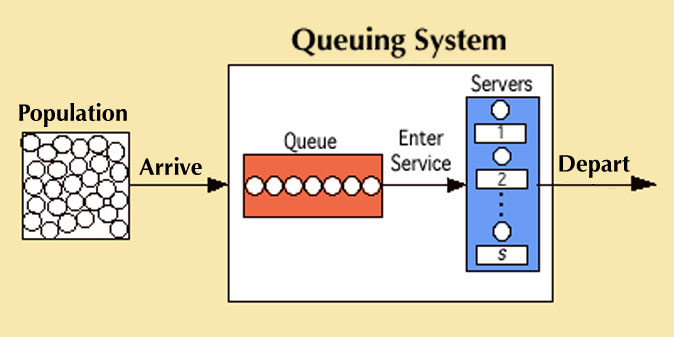 Queuing System
Population
Arrive
Queue
Enter
Service
Servers
1
2
s
Depart